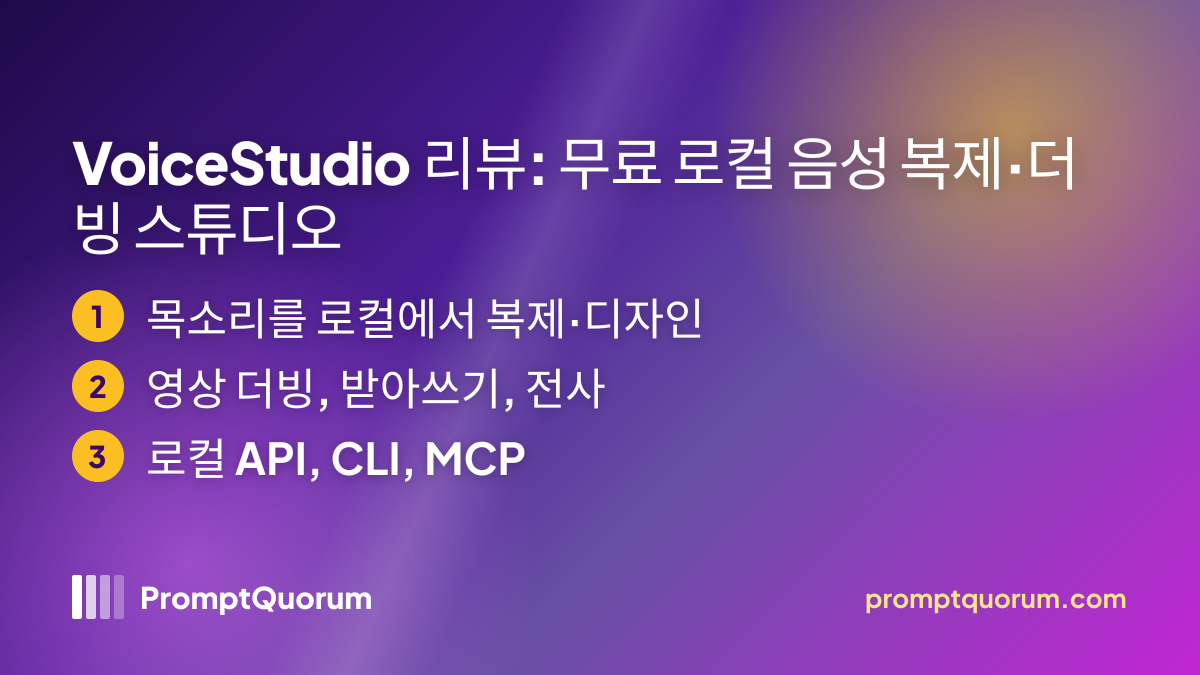 VoiceStudio 리뷰: 무료 로컬 음성 복제·더
빙 스튜디오
1 목소리를 로컬에서 복제·디자인
2 영상 더빙, 받아쓰기, 전사
3 로컬 API, CLI, MCP
PromptQuorum
promptquorum.com